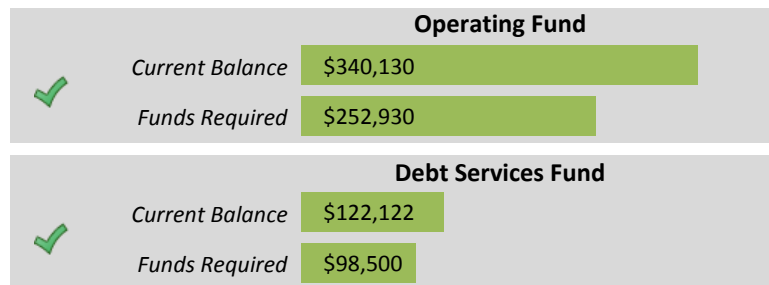 Operating Fund
Current Balance $340,130
Funds Required $252,930
Debt Services Fund
Current Balance $122,122
Funds Required $98,500